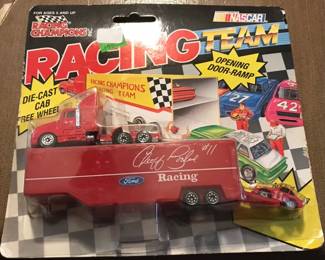 FOR AGES 3 AND UP
RACING
CHAMPIONS
NASCAR
RACING
TEAM
DIE-CAST
CAB
FREE WHEEL
RACING CHAMPIONS
RACING TEAM
OPENING
DOOR-RAMP
27
42
#11
Ford
Racing